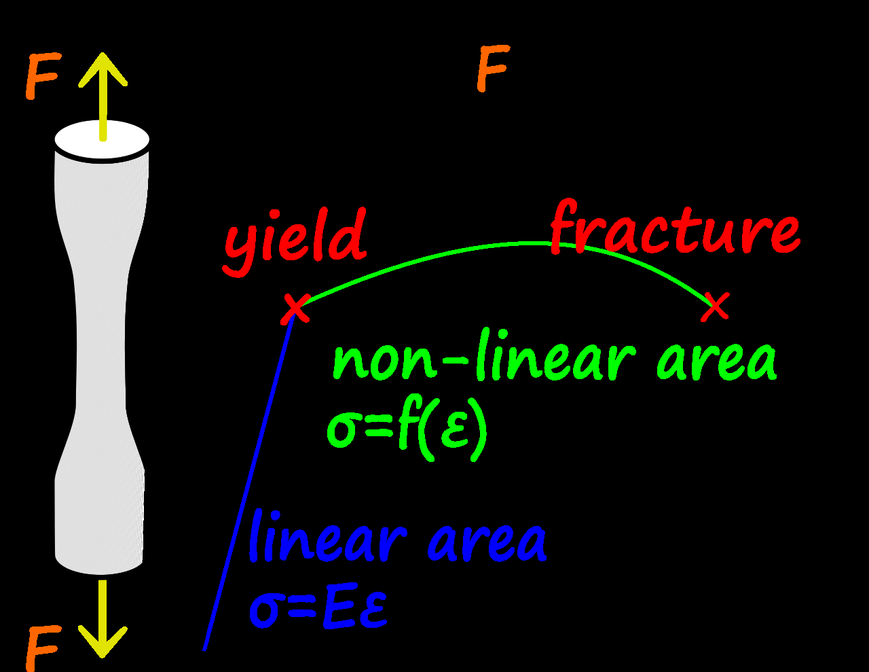 F
F
yield
fracture
x
x
non-linear area
σ=f(ε)
linear area
σ=Eε
F